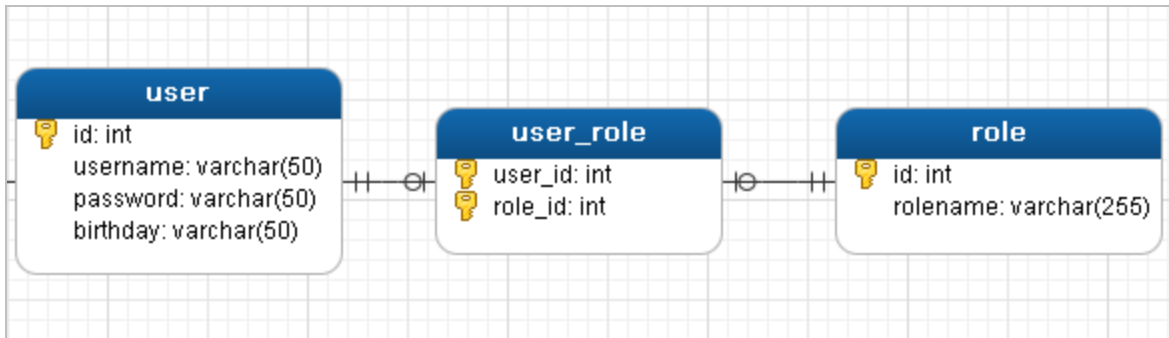 user
id: int
username: varchar(50)
password: varchar(50)
birthday: varchar(50)
user_role
user_id: int
role_id: int
role
id: int
rolename: varchar(255)